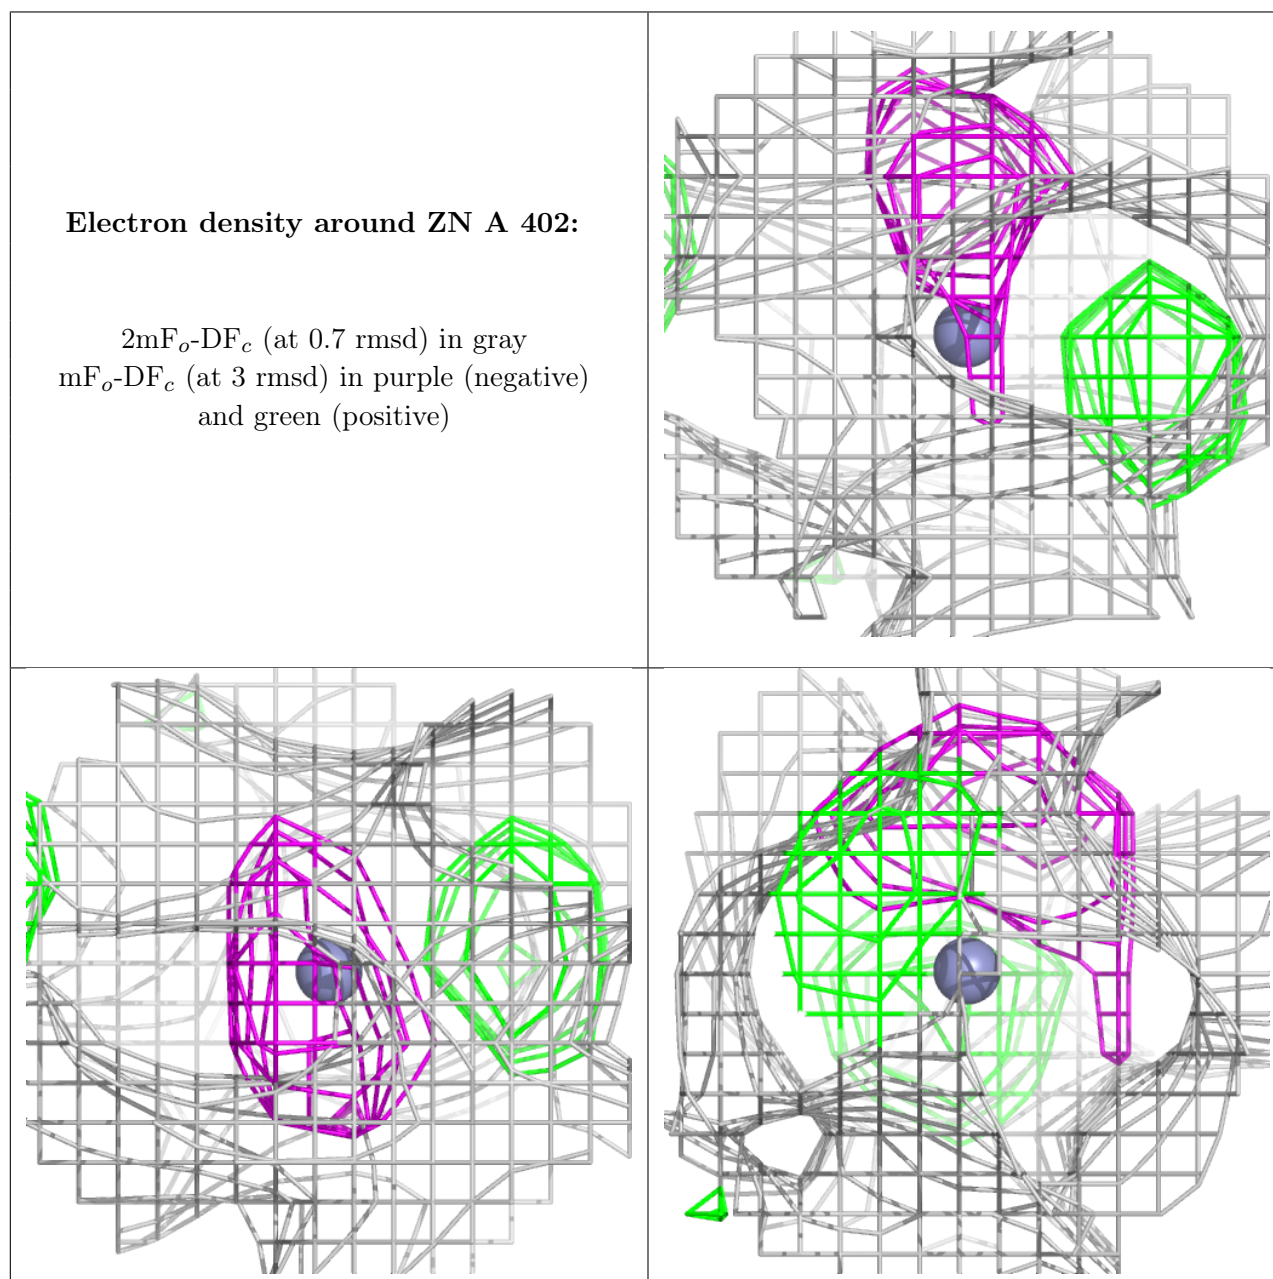 Electron density around ZN A 402:
2mFo-DFc (at 0.7 rmsd) in gray
mFo-DFc (at 3 rmsd) in purple (negative)
and green (positive)